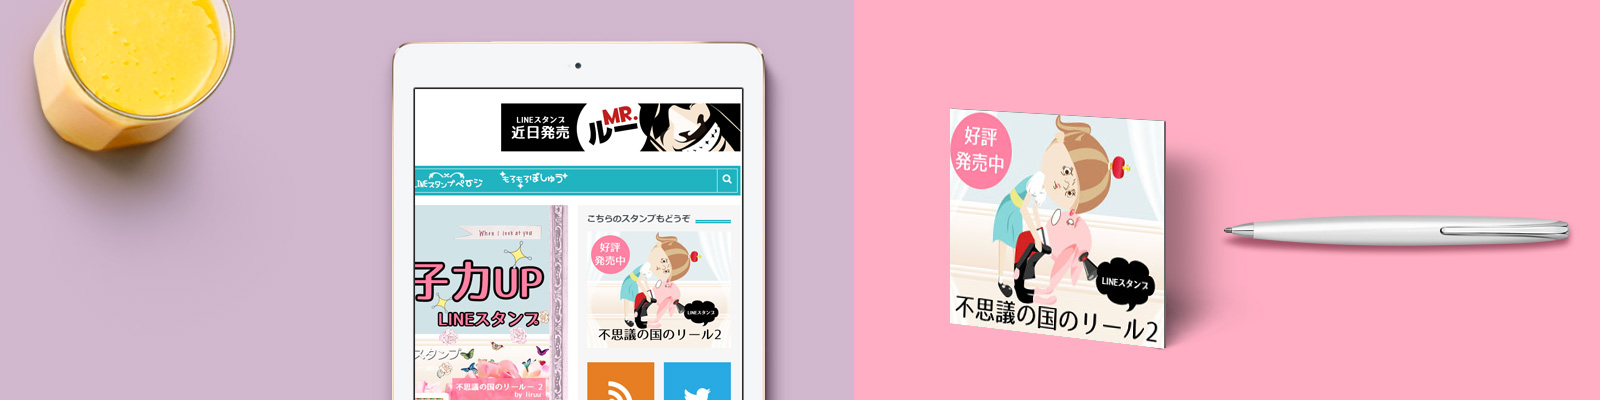 LINEスタンプ
近日発売
MR.
ルー
LINEスタンプページ
もろもろばしゅう
When I look at you
子力UP
LINEスタンプ
スタンプ
不思議の国のリールー 2
by liruu
こちらのスタンプもどうぞ
好評
発売中
LINEスタンプ
不思議の国のリール2
好評
発売中
LINEスタンプ
不思議の国のリール2